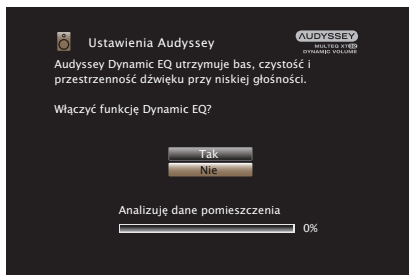 Ustawienia Audyssey
AUDYSSEY
MULTEQ XT32
DYNAMIC VOLUME
Audyssey Dynamic EQ utrzymuje bas, czystość i
przestrzenność dźwięku przy niskiej głośności.
Włączyć funkcję Dynamic EQ?
Tak
Nie
Analizuję dane pomieszczenia
0%